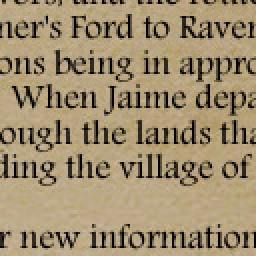 ner's Ford to Raven
ons being in appro
When Jaime depa
ough the lands tha
ding the village of
r new information